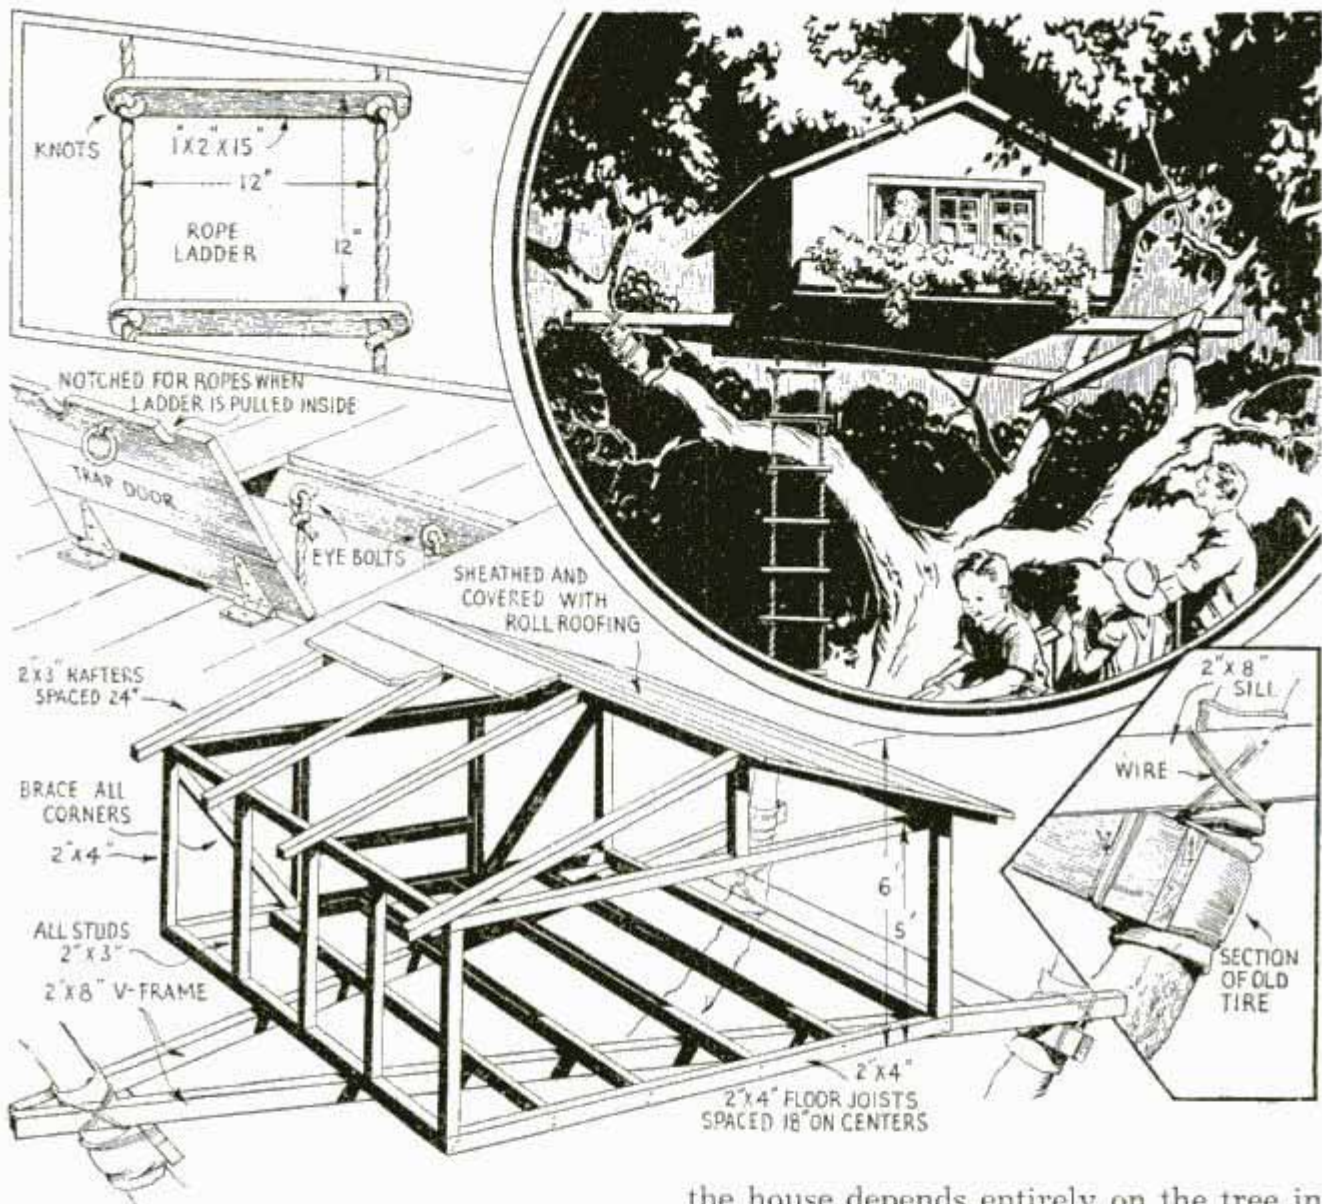 KNOTS
1"X2"X15"
12"
ROPE
LADDER
12"
NOTCHED FOR ROPES WHEN
LADDER IS PULLED INSIDE
TRAP DOOR
EYE BOLTS
SHEATHED AND
COVERED WITH
ROLL ROOFING
2"X3" RAFTERS
SPACED 24"
2"X8"
SILL
WIRE
BRACE ALL
CORNERS
2"X4"
6'
5'
ALL STUDS
2"X3"
2"X8" V-FRAME
SECTION
OF OLD
TIRE
2"X4"
2"X4" FLOOR JOISTS
SPACED 18" ON CENTERS
the house depends entirely on the tree in